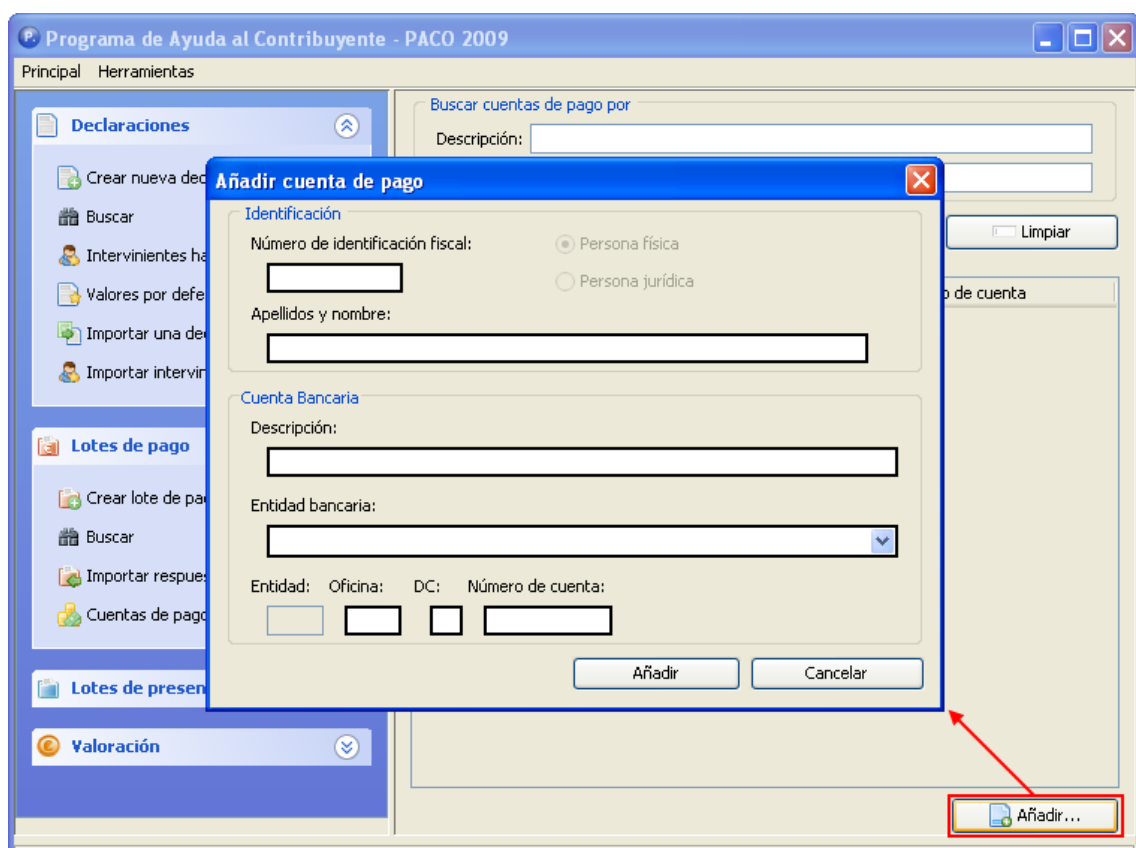 Programa de Ayuda al Contribuyente - PACO 2009
Principal Herramientas
Declaraciones
Crear nueva dec
Buscar
Intervinientes ha
Valores por defe
Importar una de
Importar intervin
Lotes de pago
Crear lote de pa
Buscar
Importar respue
Cuentas de pago
Lotes de presen
Valoración
Buscar cuentas de pago por
Descripción:
Limpiar
de cuenta
Añadir cuenta de pago
Identificación
Número de identificación fiscal:
Persona física
Persona jurídica
Apellidos y nombre:
Cuenta Bancaria
Descripción:
Entidad bancaria:
Entidad: Oficina: DC: Número de cuenta:
Añadir Cancelar
Añadir...